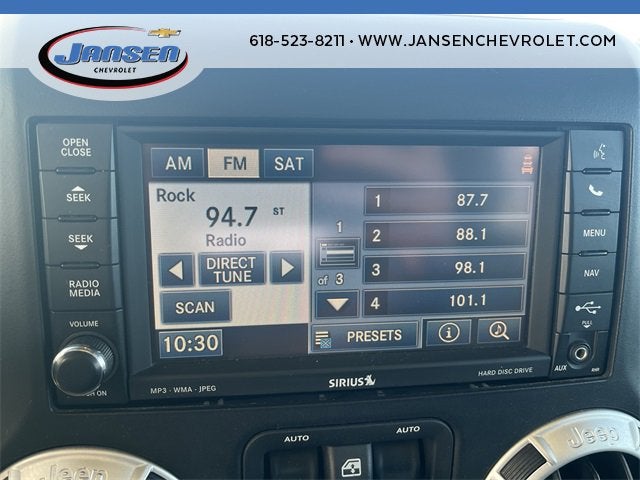 JANSEN
CHEVROLET
618-523-8211 • WWW.JANSENCHEVROLET.COM
OPEN
CLOSE
SEEK
SEEK
RADIO
MEDIA
VOLUME
AM FM SAT
Rock
94.7 ST
Radio
DIRECT
TUNE
SCAN
10:30
1
of 3
1 87.7
2 88.1
3 98.1
4 101.1
PRESETS
MENU
NAV
PULL
AUX
RHR
MP3 - WMA - JPEG
SIRIUS
HARD DISC DRIVE
AUTO
AUTO
Jeep
Jeep